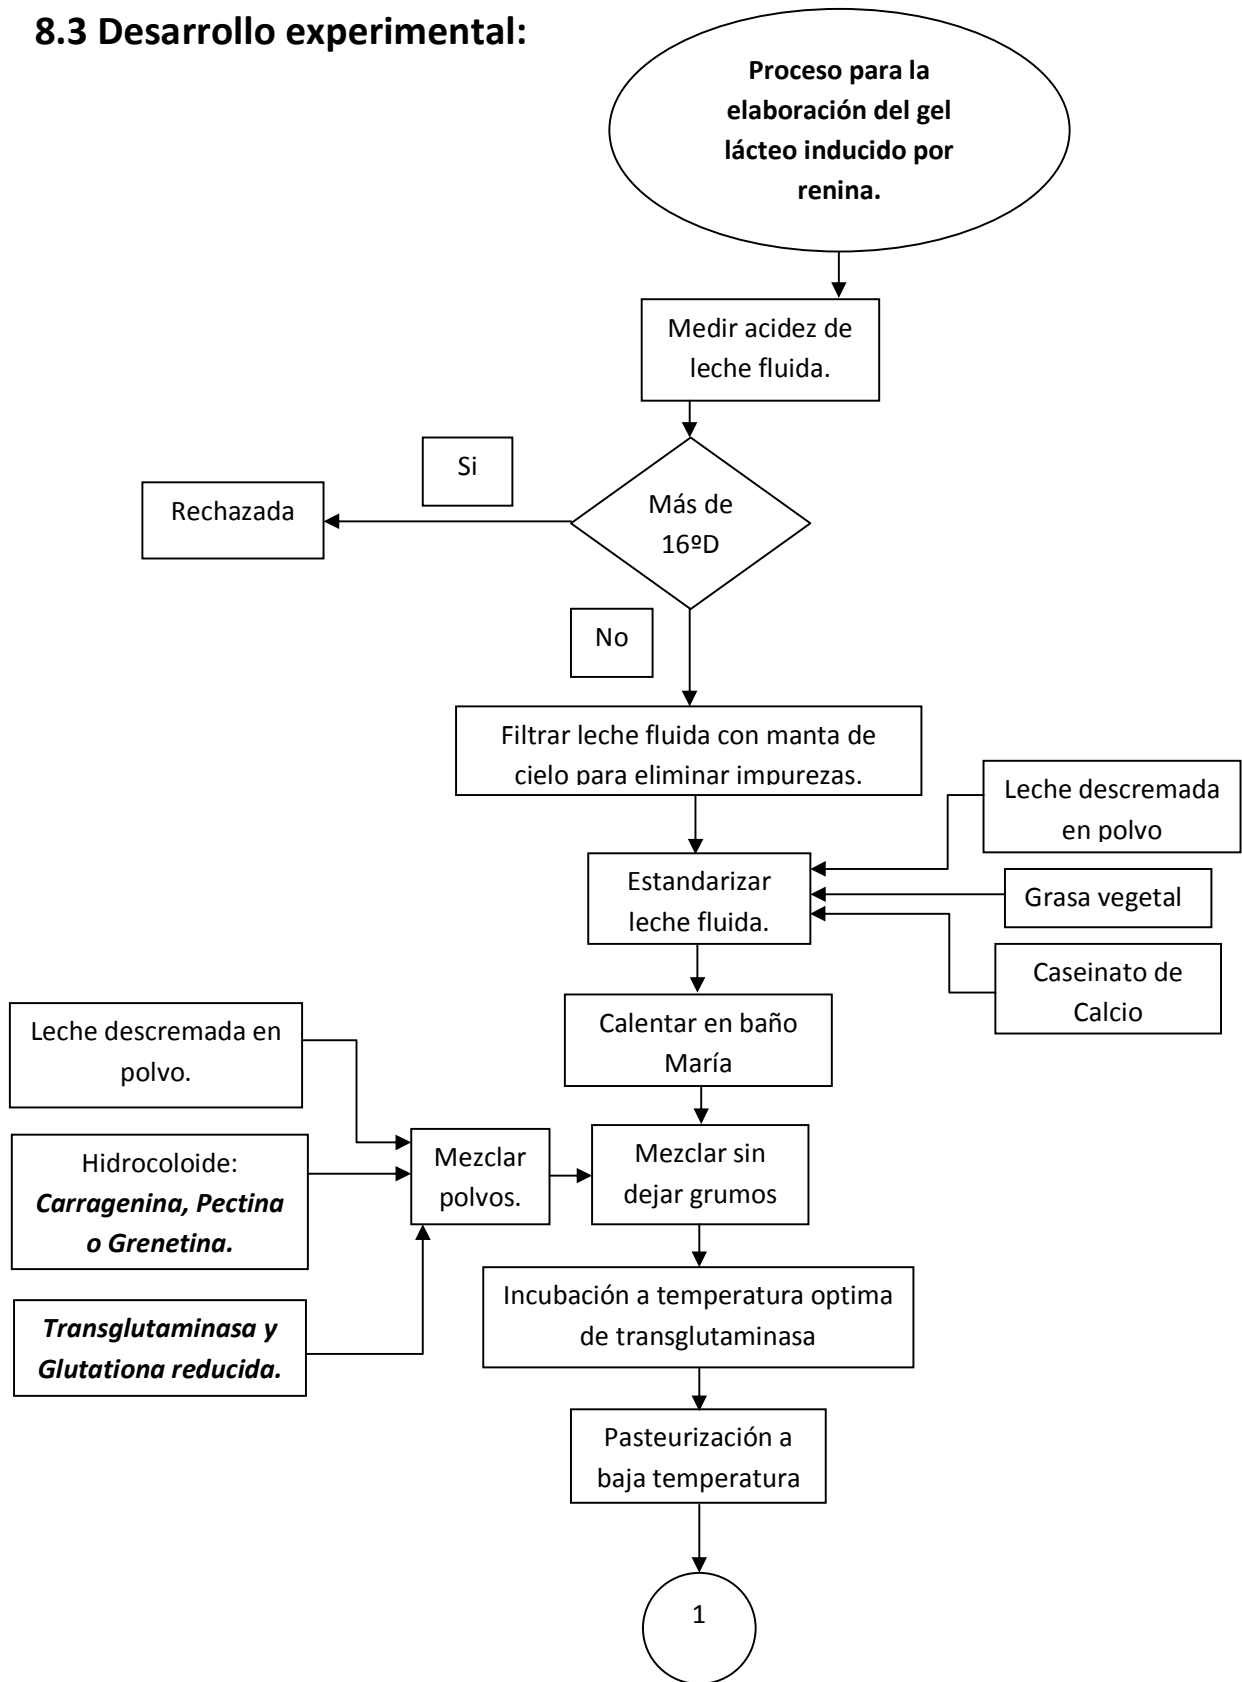 8.3 Desarrollo experimental:
Proceso para la
elaboración del gel
lácteo inducido por
renina.
Medir acidez de
leche fluida.
Si
Rechazada
Más de
16ºD
No
Filtrar leche fluida con manta de
cielo para eliminar impurezas.
Leche descremada
en polvo
Estandarizar
leche fluida.
Grasa vegetal
Caseinato de
Calcio
Calentar en baño
María
Leche descremada en
polvo.
Hidrocoloide:
Carragenina, Pectina
o Grenetina.
Mezclar
polvos.
Mezclar sin
dejar grumos
Transglutaminasa y
Glutationa reducida.
Incubación a temperatura optima
de transglutaminasa
Pasteurización a
baja temperatura
1